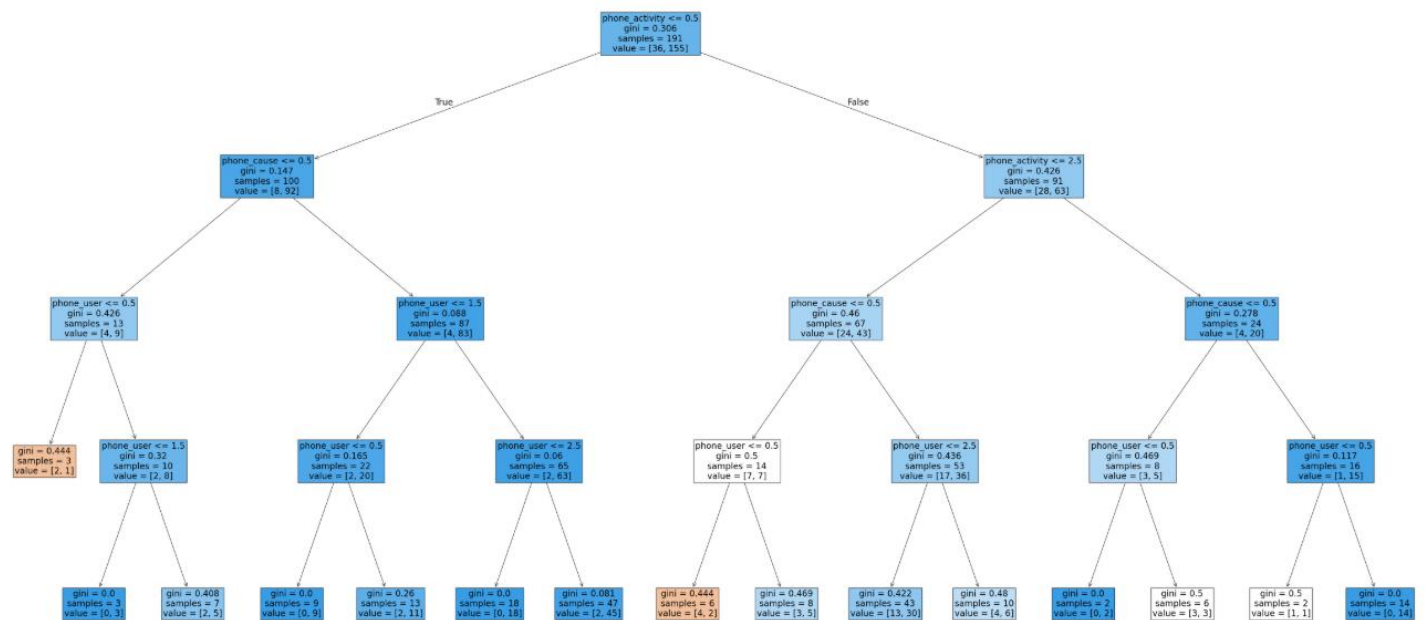 phone_activity <= 0.5
gini = 0.306
samples = 191
value = [36, 155]
True
False
phone_cause <= 0.5
gini = 0.147
samples = 100
value = [8, 92]
phone_activity <= 2.5
gini = 0.426
samples = 91
value = [28, 63]
phone_user <= 0.5
gini = 0.426
samples = 13
value = [4, 9]
phone_user <= 1.5
gini = 0.088
samples = 87
value = [4, 83]
phone_cause <= 0.5
gini = 0.46
samples = 67
value = [24, 43]
phone_cause <= 0.5
gini = 0.278
samples = 24
value = [4, 20]
gini = 0.444
samples = 3
value = [2, 1]
phone_user <= 1.5
gini = 0.32
samples = 10
value = [2, 8]
phone_user <= 0.5
gini = 0.165
samples = 22
value = [2, 20]
phone_user <= 2.5
gini = 0.06
samples = 65
value = [2, 63]
phone_user <= 0.5
gini = 0.5
samples = 14
value = [7, 7]
phone_user <= 2.5
gini = 0.436
samples = 53
value = [17, 36]
phone_user <= 0.5
gini = 0.469
samples = 8
value = [3, 5]
phone_user <= 0.5
gini = 0.117
samples = 16
value = [1, 15]
gini = 0.0
samples = 3
value = [0, 3]
gini = 0.408
samples = 7
value = [2, 5]
gini = 0.0
samples = 9
value = [0, 9]
gini = 0.26
samples = 13
value = [2, 11]
gini = 0.0
samples = 18
value = [0, 18]
gini = 0.081
samples = 47
value = [2, 45]
gini = 0.444
samples = 6
value = [4, 2]
gini = 0.469
samples = 8
value = [3, 5]
gini = 0.422
samples = 43
value = [13, 30]
gini = 0.48
samples = 10
value = [4, 6]
gini = 0.0
samples = 2
value = [0, 2]
gini = 0.5
samples = 6
value = [3, 3]
gini = 0.5
samples = 2
value = [1, 1]
gini = 0.0
samples = 14
value = [0, 14]